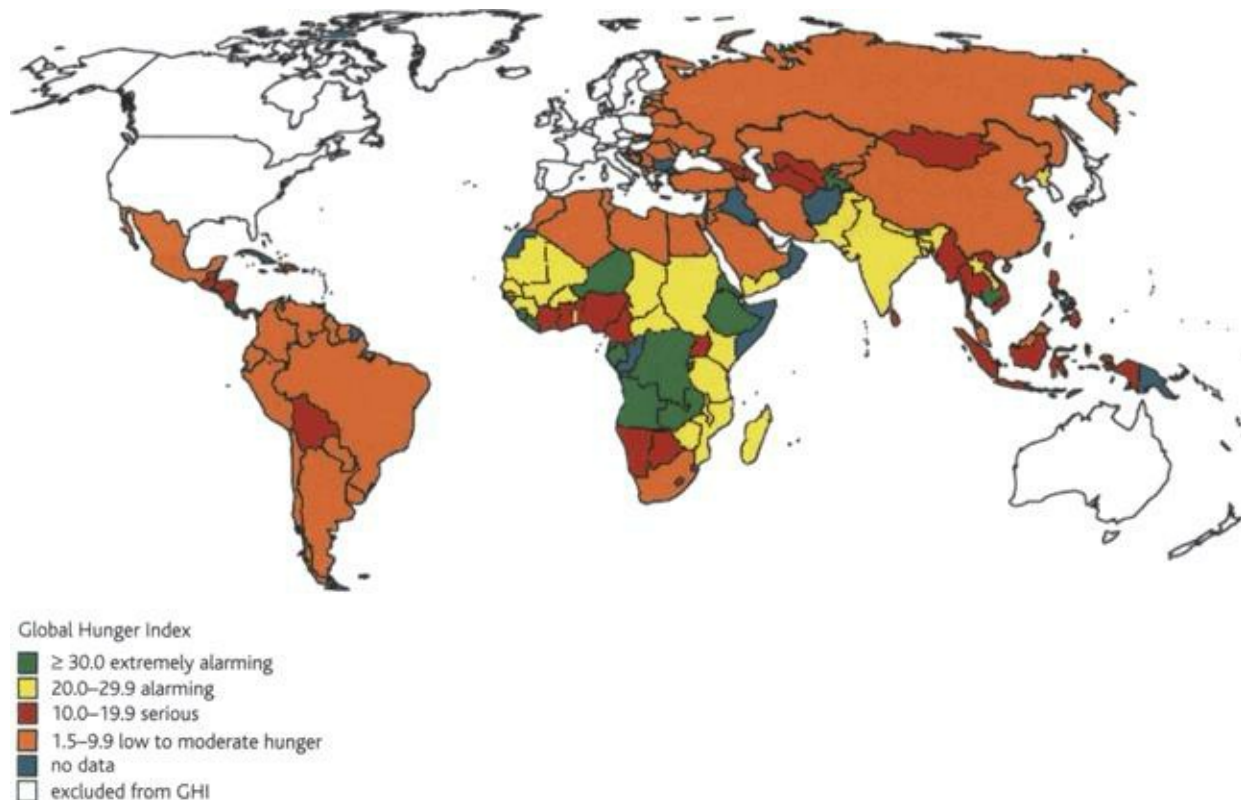 Global Hunger Index
≥ 30.0 extremely alarming
20.0–29.9 alarming
10.0–19.9 serious
1.5–9.9 low to moderate hunger
no data
excluded from GHI